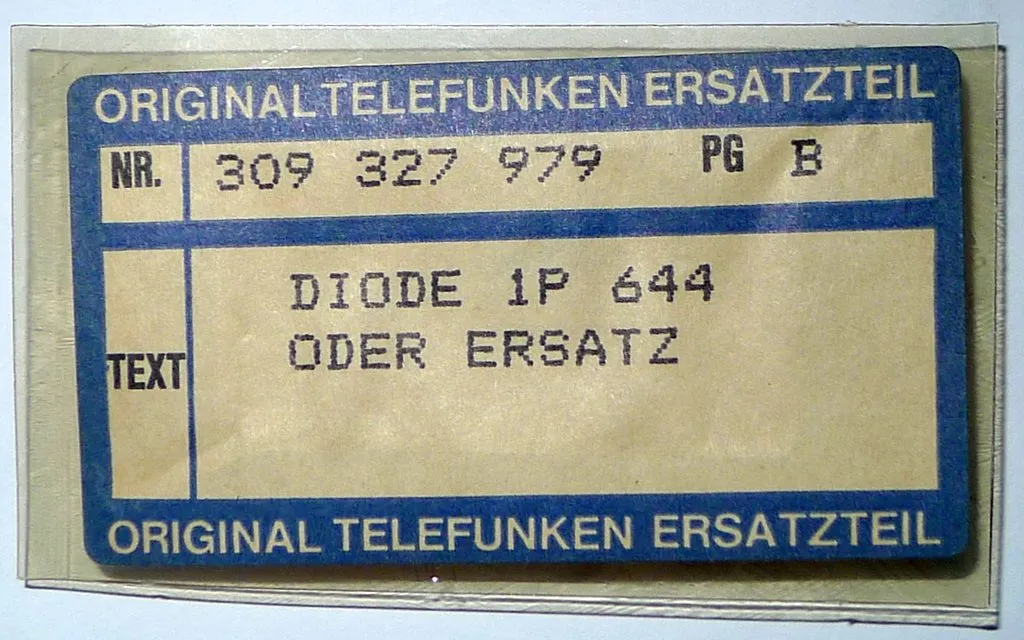 ORIGINAL TELEFUNKEN ERSATZTEIL
NR. 309 327 979 PG B
DIODE 1P 644
ODER ERSATZ
TEXT
ORIGINAL TELEFUNKEN ERSATZTEIL